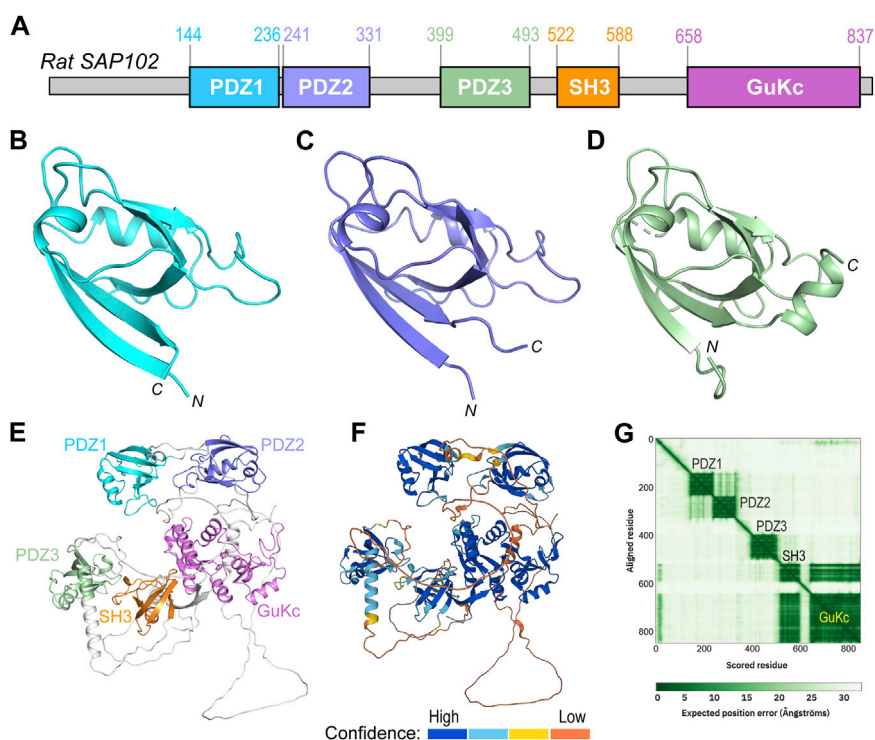 A
144 236 241 331 399 493 522 588 658 837
Rat SAP102
PDZ1 PDZ2 PDZ3 SH3 GuKc
B C D
C N
C N
C N
E F G
PDZ1 PDZ2
PDZ3
SH3 GuKc
Confidence: High Low
0
200
400
600
800
Aligned residue
PDZ1
PDZ2
PDZ3
SH3
GuKc
0 200 400 600 800
Scored residue
0 5 10 15 20 25 30
Expected position error (Ångströms)